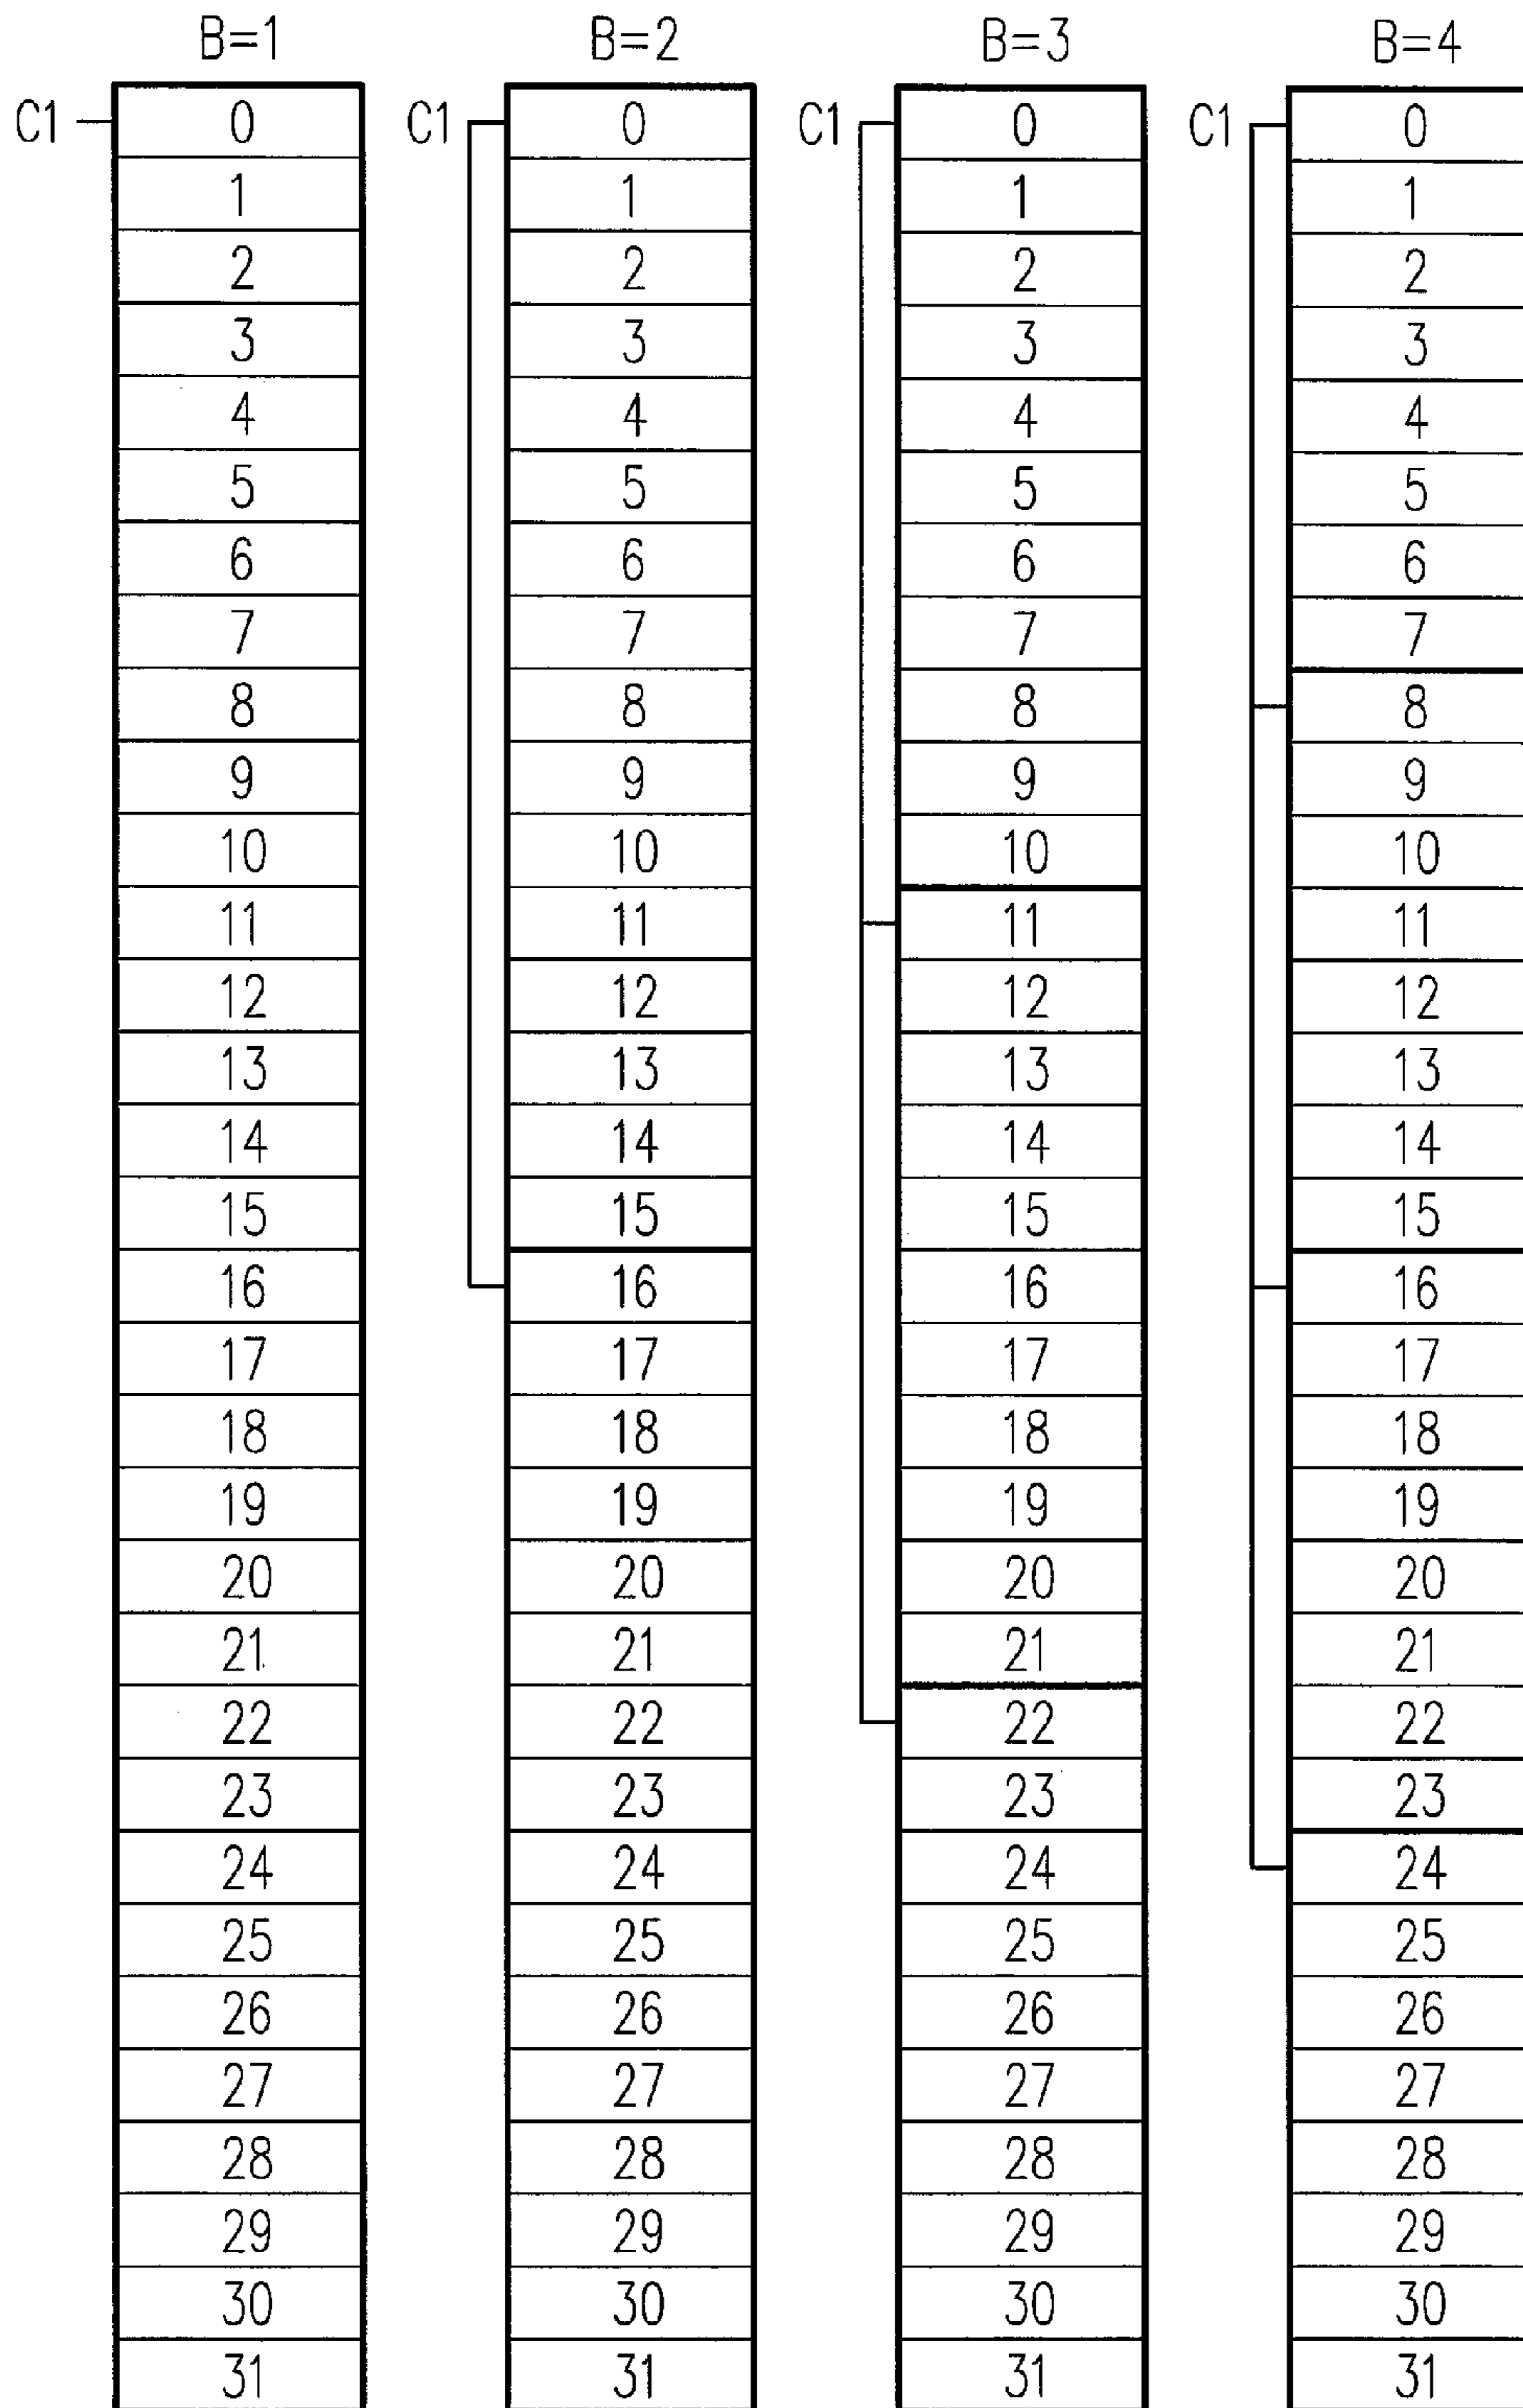 B=1 B=2 B=3 B=4
C1 0 C1 0 C1 0 C1 0
1 1 1 1
2 2 2 2
3 3 3 3
4 4 4 4
5 5 5 5
6 6 6 6
7 7 7 7
8 8 8 8
9 9 9 9
10 10 10 10
11 11 11 11
12 12 12 12
13 13 13 13
14 14 14 14
15 15 15 15
16 16 16 16
17 17 17 17
18 18 18 18
19 19 19 19
20 20 20 20
21 21 21 21
22 22 22 22
23 23 23 23
24 24 24 24
25 25 25 25
26 26 26 26
27 27 27 27
28 28 28 28
29 29 29 29
30 30 30 30
31 31 31 31